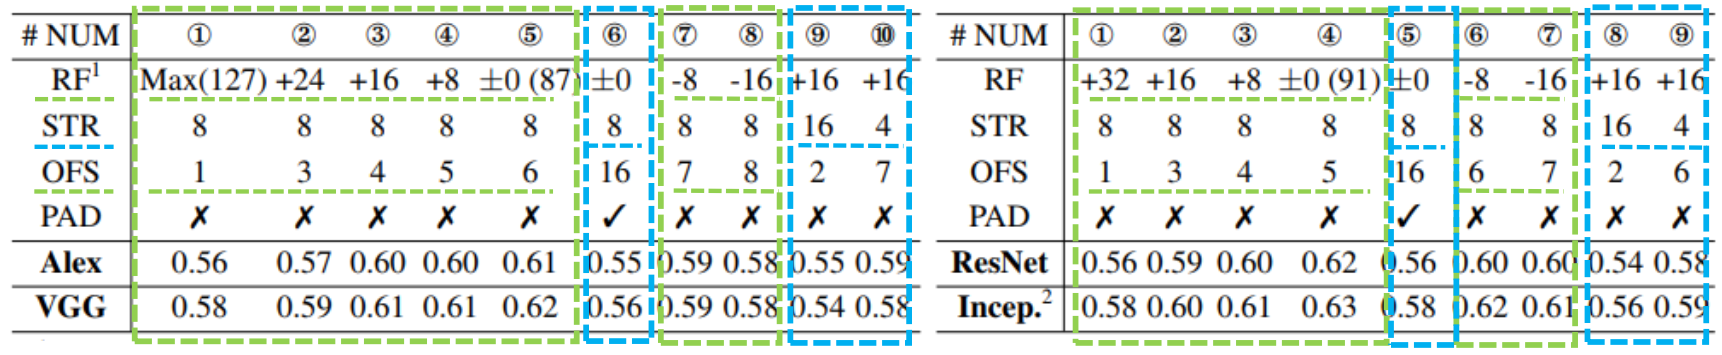 # NUM ① ② ③ ④ ⑤ ⑥ ⑦ ⑧ ⑨ ⑩
RF¹ Max(127) +24 +16 +8 ±0 (87) ±0 -8 -16 +16 +16
STR 8 8 8 8 8 8 8 8 16 4
OFS 1 3 4 5 6 16 7 8 2 7
PAD ✗ ✗ ✗ ✗ ✗ ✓ ✗ ✗ ✗ ✗
Alex 0.56 0.57 0.60 0.60 0.61 0.55 0.59 0.58 0.55 0.59
VGG 0.58 0.59 0.61 0.61 0.62 0.56 0.59 0.58 0.54 0.58
# NUM ① ② ③ ④ ⑤ ⑥ ⑦ ⑧ ⑨
RF +32 +16 +8 ±0 (91) ±0 -8 -16 +16 +16
STR 8 8 8 8 8 8 8 16 4
OFS 1 3 4 5 16 6 7 2 6
PAD ✗ ✗ ✗ ✗ ✓ ✗ ✗ ✗ ✗
ResNet 0.56 0.59 0.60 0.62 0.56 0.60 0.60 0.54 0.58
Incep.² 0.58 0.60 0.61 0.63 0.58 0.62 0.61 0.56 0.59